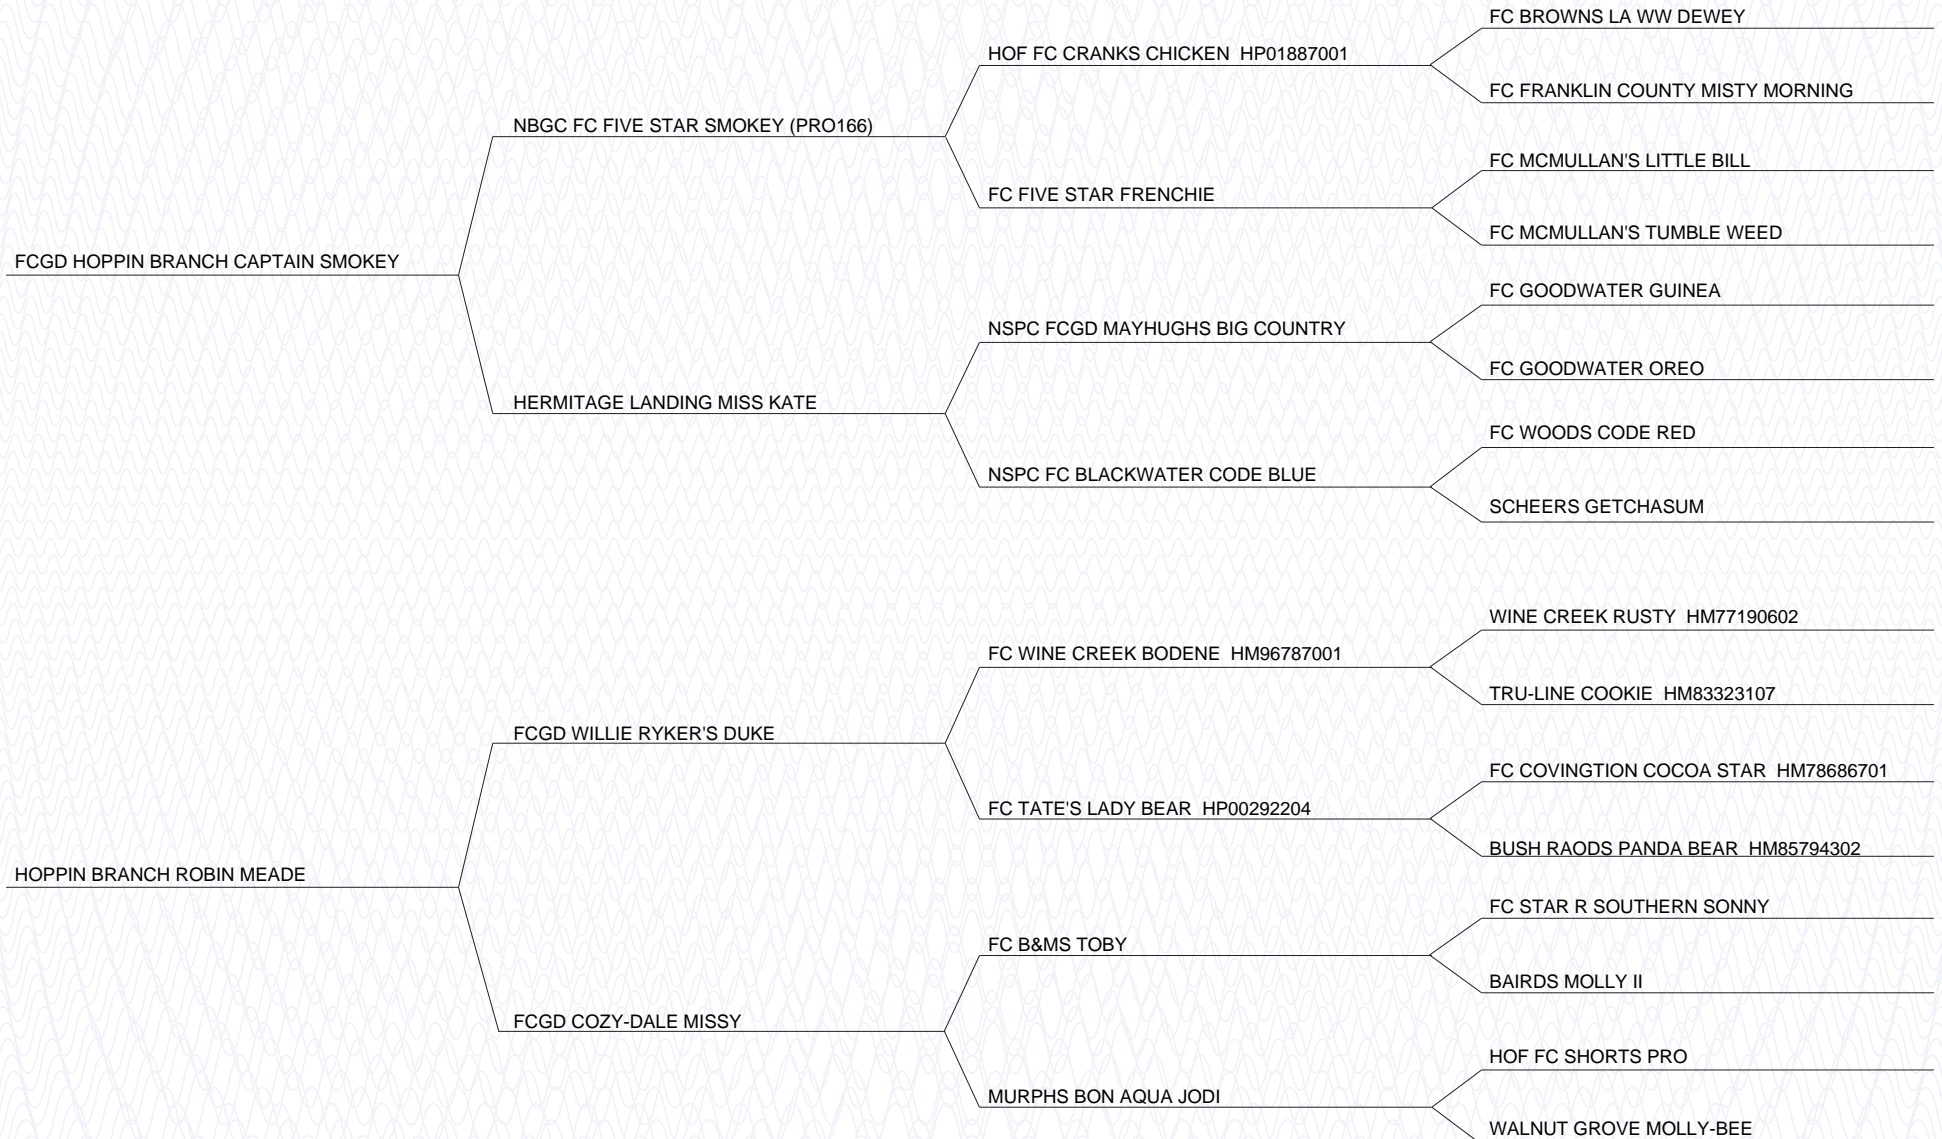 FC BROWNS LA WW DEWEY
HOF FC CRANKS CHICKEN  HP01887001
FC FRANKLIN COUNTY MISTY MORNING
NBGC FC FIVE STAR SMOKEY (PRO166)
FC MCMULLAN'S LITTLE BILL
FC FIVE STAR FRENCHIE
FC MCMULLAN'S TUMBLE WEED
FCGD HOPPIN BRANCH CAPTAIN SMOKEY
FC GOODWATER GUINEA
NSPC FCGD MAYHUGHS BIG COUNTRY
FC GOODWATER OREO
HERMITAGE LANDING MISS KATE
FC WOODS CODE RED
NSPC FC BLACKWATER CODE BLUE
SCHEERS GETCHASUM
WINE CREEK RUSTY  HM77190602
FC WINE CREEK BODENE  HM96787001
TRU-LINE COOKIE  HM83323107
FCGD WILLIE RYKER'S DUKE
FC COVINGTION COCOA STAR  HM78686701
FC TATE'S LADY BEAR  HP00292204
BUSH RAODS PANDA BEAR  HM85794302
HOPPIN BRANCH ROBIN MEADE
FC STAR R SOUTHERN SONNY
FC B&MS TOBY
BAIRDS MOLLY II
FCGD COZY-DALE MISSY
HOF FC SHORTS PRO
MURPHS BON AQUA JODI
WALNUT GROVE MOLLY-BEE